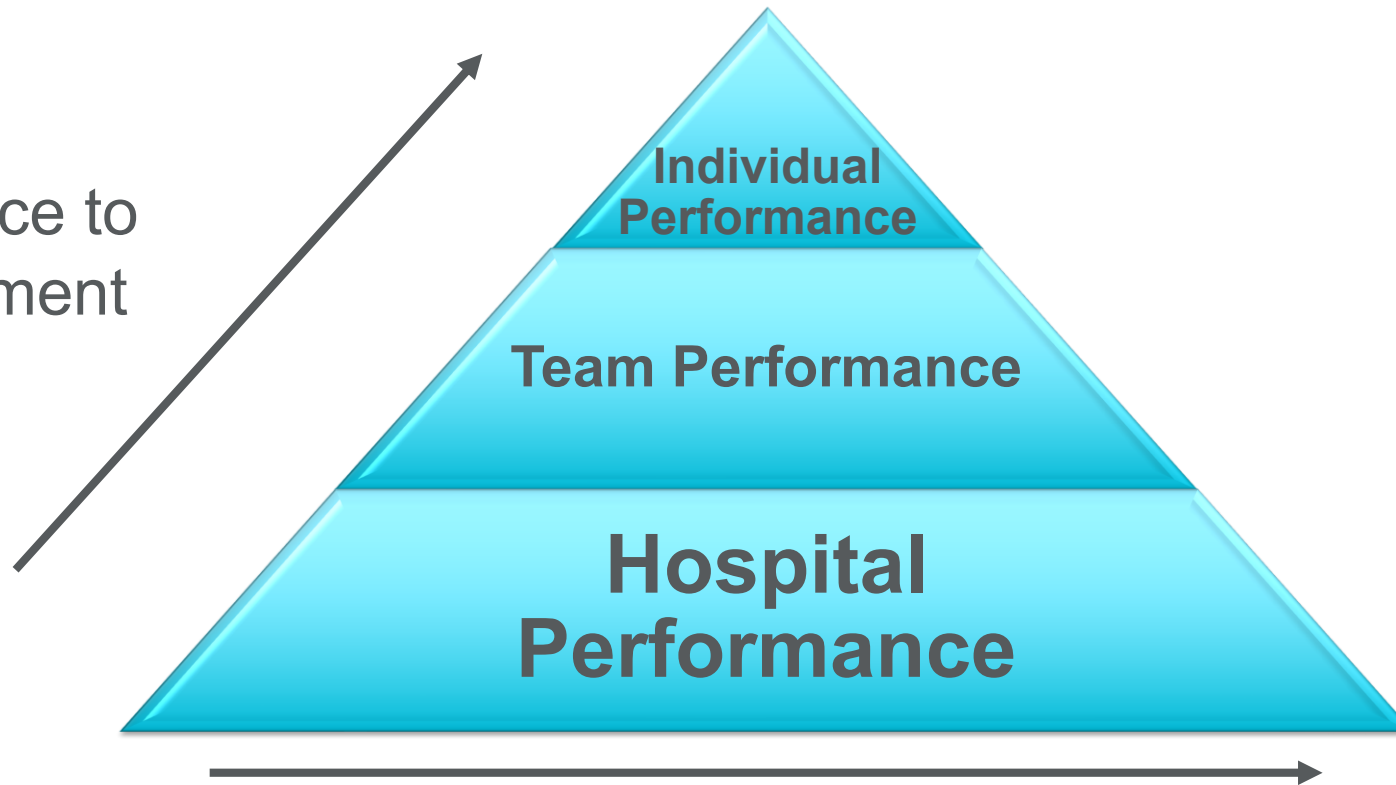 Individual
Performance
ce to
ment
Team Performance
Hospital
Performance